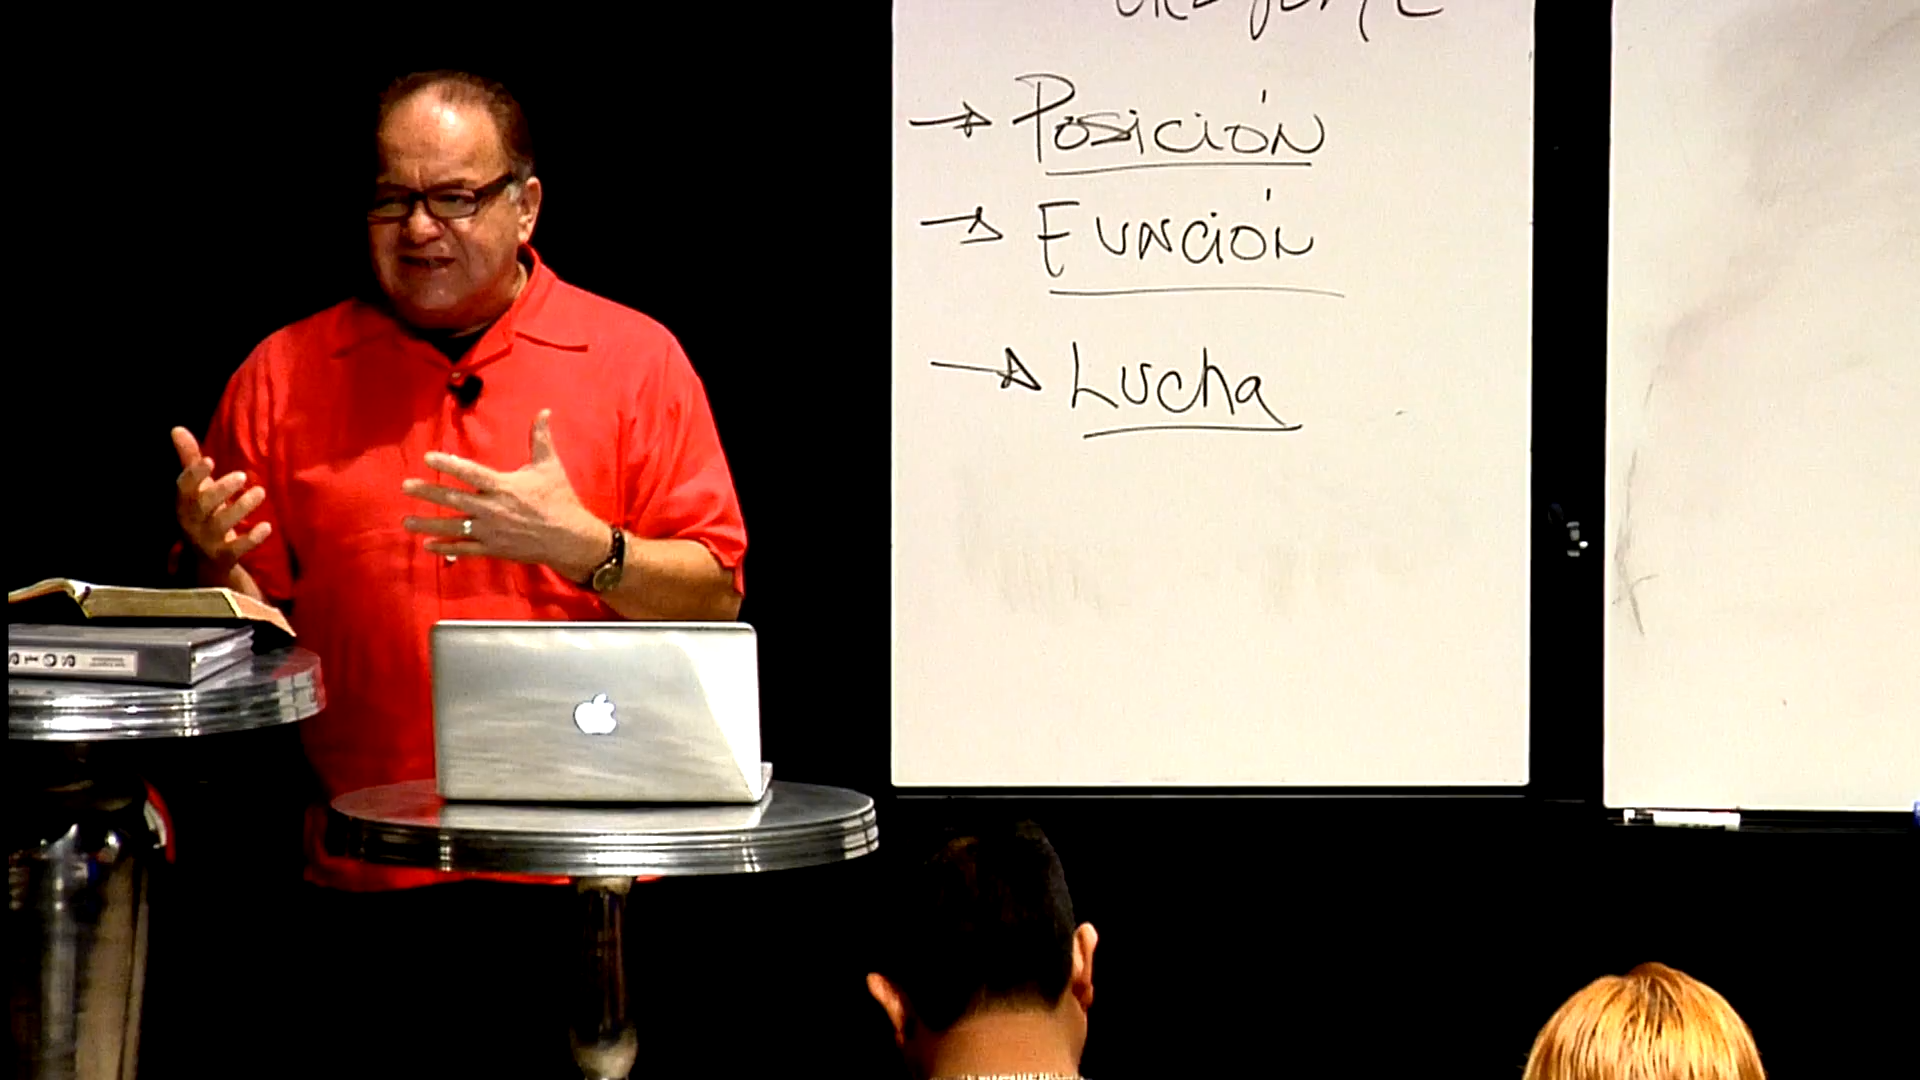 → Posición
→ Función
→ Lucha